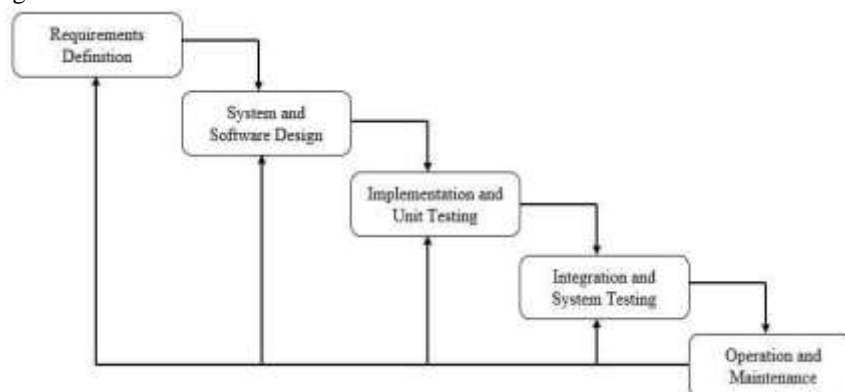 Requirements
Definition
System and
Software Design
Implementation and
Unit Testing
Integration and
System Testing
Operation and
Maintenance